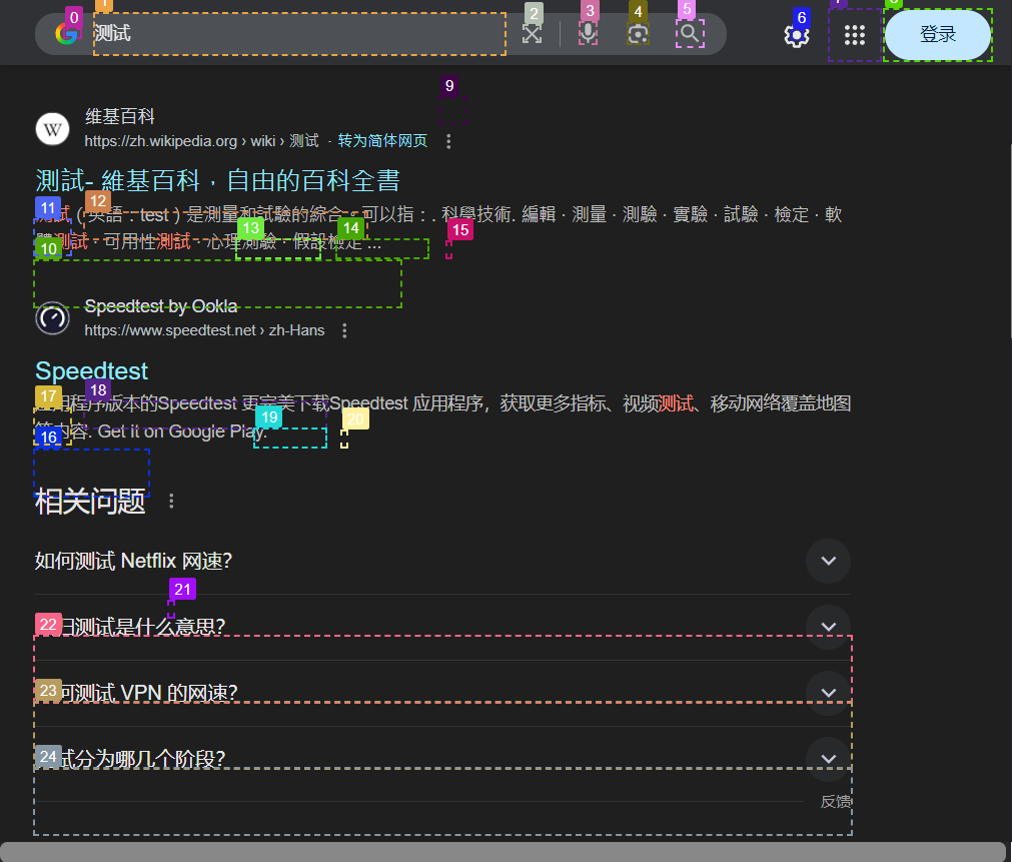 0 1 2 3 4 5 6 7 8
测试
登录
9
维基百科
https://zh.wikipedia.org › wiki › 测试 - 转为简体网页
測試- 維基百科，自由的百科全書
11 12 13 14 15
測試（英語：test）是測量和試驗的綜合。可以指：. 科學技術. 編輯 · 測量 · 測驗 · 實驗 · 試驗 · 檢定 · 軟
10
體測試 · 可用性測試 · 心理測驗 · 假設檢定 ...
Speedtest by Ookla
https://www.speedtest.net › zh-Hans
Speedtest
17 18 19 20
用程序版本的Speedtest 更完美下载Speedtest 应用程序，获取更多指标、视频测试、移动网络覆盖地图
16
内容. Get it on Google Play.
相关问题
如何测试 Netflix 网速？
21
22 归测试是什么意思？
23 何测试 VPN 的网速？
24 试分为哪几个阶段？
反馈